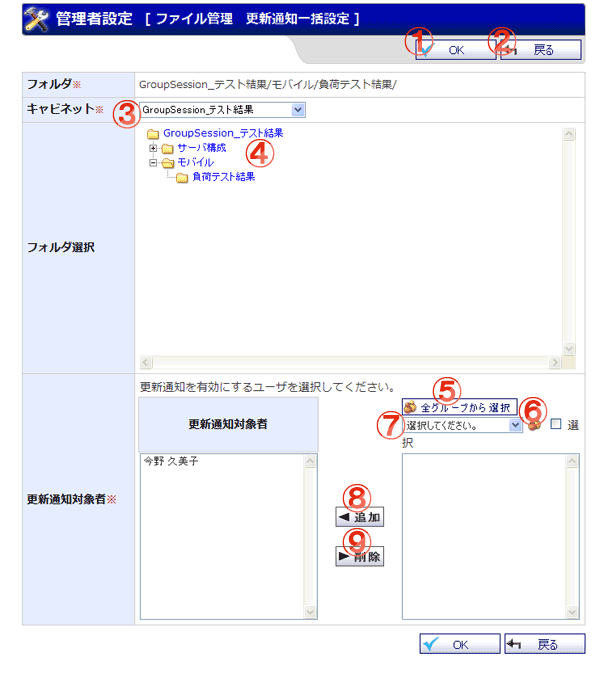 管理者設定 [ ファイル管理　更新通知一括設定 ]
① OK ② 戻る
フォルダ※ GroupSession_テスト結果/モバイル/負荷テスト結果/
キャビネット※ ③ GroupSession_テスト結果
GroupSession_テスト結果
サーバ構成 ④
モバイル
負荷テスト結果
フォルダ選択
更新通知を有効にするユーザを選択してください。
⑤
全グループから選択
更新通知対象者 ⑦ 選択してください。 ⑥ 選
択
今野 久美子
⑧
追加
更新通知対象者※
⑨
削除
OK 戻る